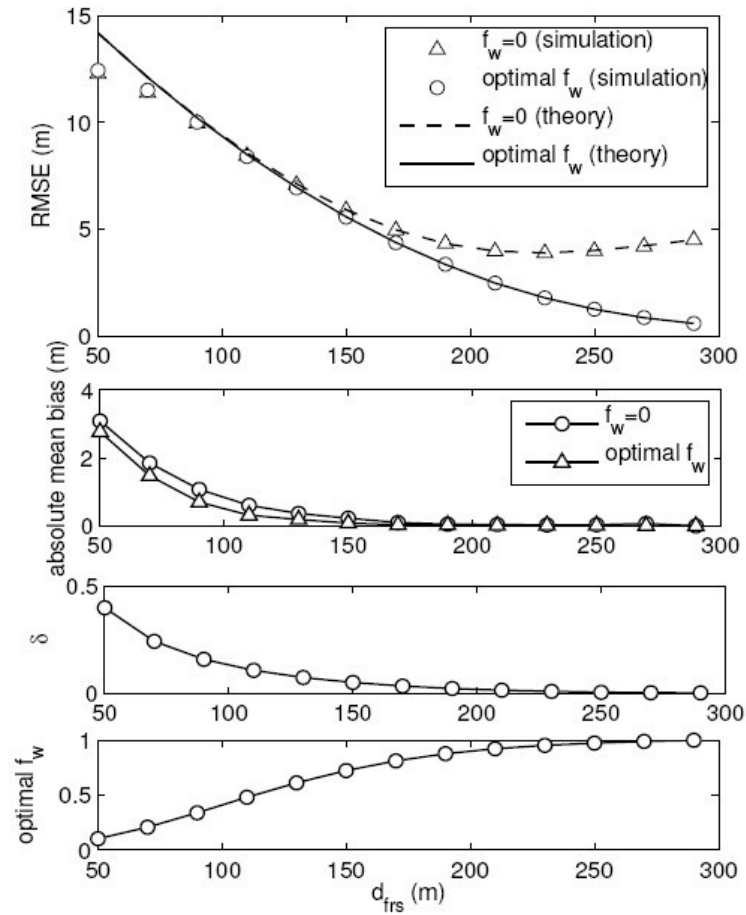 15
10
5
0
RMSE (m)
f_w=0 (simulation)
optimal f_w (simulation)
f_w=0 (theory)
optimal f_w (theory)
50 100 150 200 250 300
4
2
0
absolute mean bias (m)
f_w=0
optimal f_w
50 100 150 200 250 300
0.5
0
δ
50 100 150 200 250 300
1
0.5
0
optimal f_w
50 100 150 200 250 300
d_frs (m)